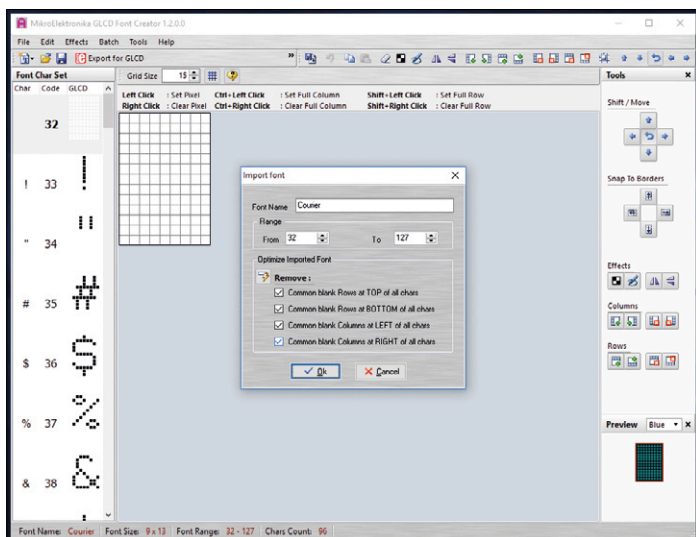 MikroElektronika GLCD Font Creator 1.2.0.0
File Edit Effects Batch Tools Help
Export for GLCD
Font Char Set
Grid Size 15
Tools
Char Code GLCD
Left Click : Set Pixel Ctrl+Left Click : Set Full Column Shift+Left Click : Set Full Row
Right Click : Clear Pixel Ctrl+Right Click : Clear Full Column Shift+Right Click : Clear Full Row
32
! 33 !
" 34 "
# 35 #
$ 36 $
% 37 %
& 38 &
Import font
Font Name Courier
Range
From 32 To 127
Optimize Imported Font
Remove :
Common blank Rows at TOP of all chars
Common blank Rows at BOTTOM of all chars
Common blank Columns at LEFT of all chars
Common blank Columns at RIGHT of all chars
Ok Cancel
Shift / Move
Snap To Borders
Effects
Columns
Rows
Preview Blue
Font Name: Courier Font Size: 9 x 13 Font Range: 32 - 127 Chars Count: 96